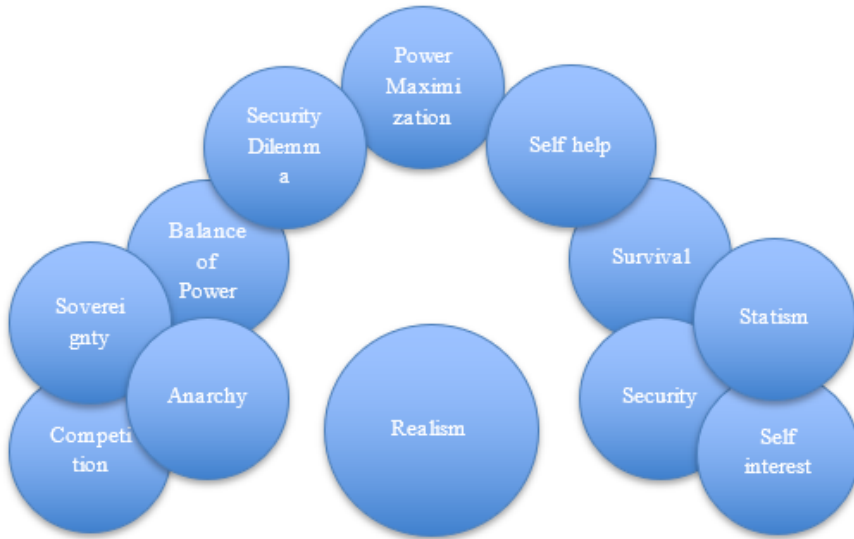 Power
Maximi
zation
Security
Dilemm
a
Self help
Balance
of
Power
Survival
Soverei
gnty
Statism
Anarchy
Security
Realism
Competi
tion
Self
interest